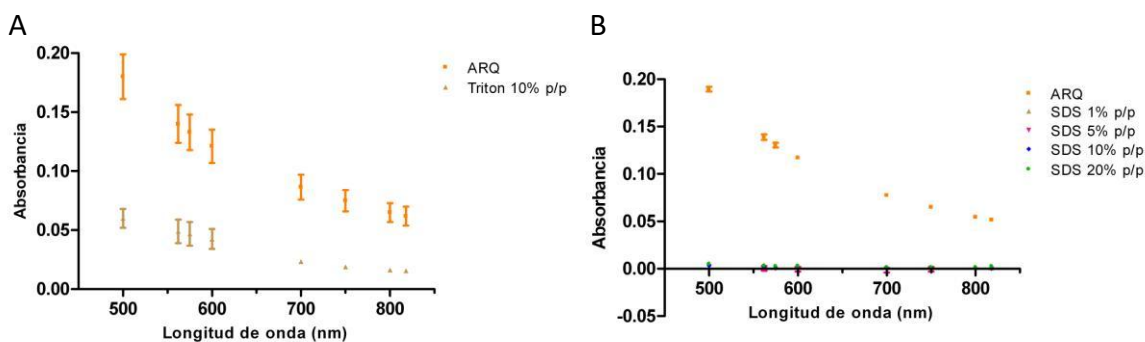 A
0.20
0.15
0.10
0.05
0.00
Absorbancia
500
600
700
800
Longitud de onda (nm)
ARQ
Triton 10% p/p
B
0.20
0.15
0.10
0.05
0.00
-0.05
Absorbancia
500
600
700
800
Longitud de onda (nm)
ARQ
SDS 1% p/p
SDS 5% p/p
SDS 10% p/p
SDS 20% p/p